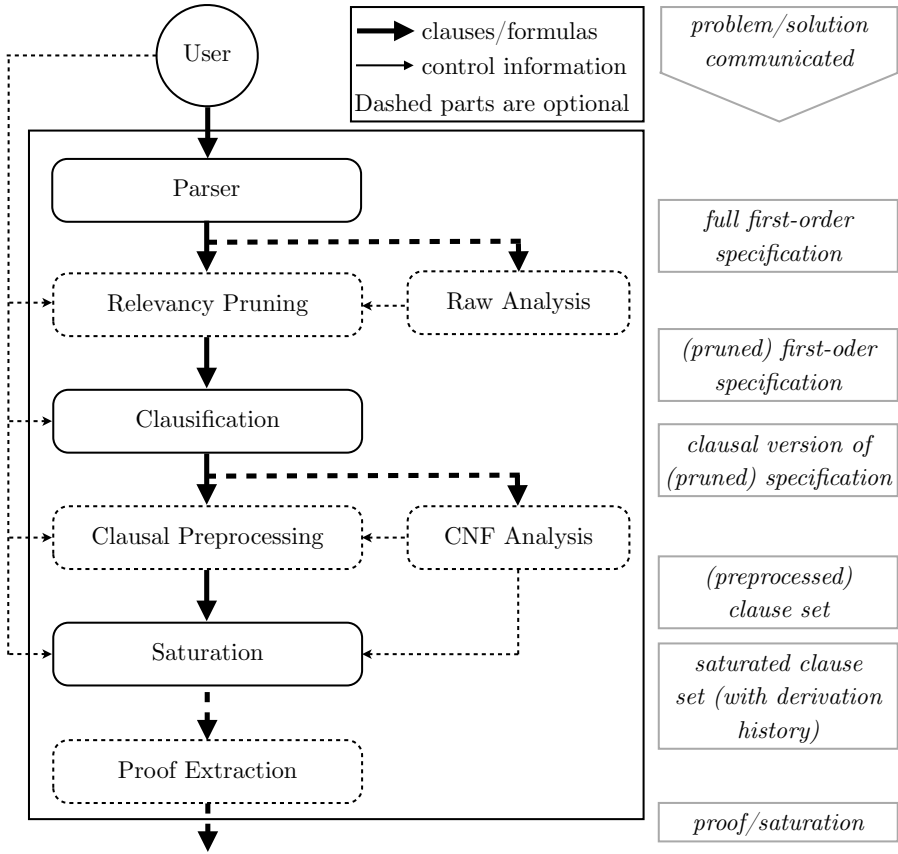 User
clauses/formulas
control information
Dashed parts are optional
problem/solution
communicated
Parser
full first-order
specification
Relevancy Pruning
Raw Analysis
(pruned) first-oder
specification
Clausification
clausal version of
(pruned) specification
Clausal Preprocessing
CNF Analysis
(preprocessed)
clause set
Saturation
saturated clause
set (with derivation
history)
Proof Extraction
proof/saturation